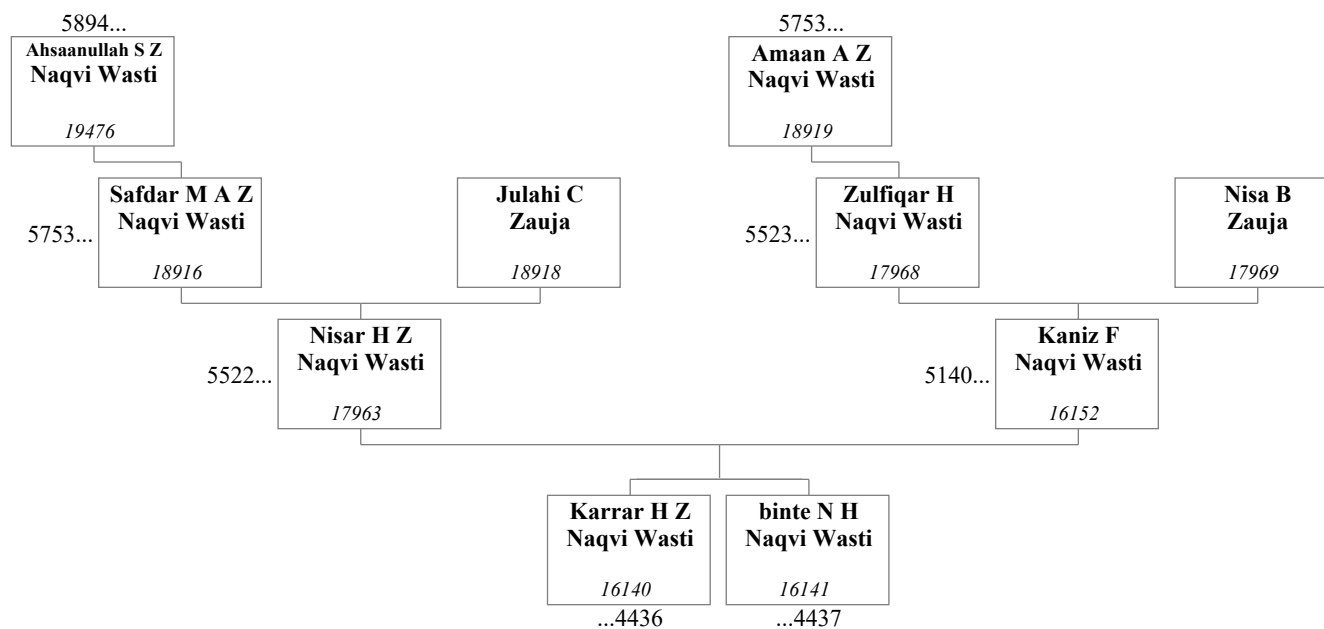 5894...
Ahsaanullah S Z
Naqvi Wasti
19476
5753...
Amaan A Z
Naqvi Wasti
18919
5753...
Safdar M A Z
Naqvi Wasti
18916
Julahi C
Zauja
18918
5523...
Zulfiqar H
Naqvi Wasti
17968
Nisa B
Zauja
17969
5522...
Nisar H Z
Naqvi Wasti
17963
5140...
Kaniz F
Naqvi Wasti
16152
Karrar H Z
Naqvi Wasti
16140
...4436
binte N H
Naqvi Wasti
16141
...4437